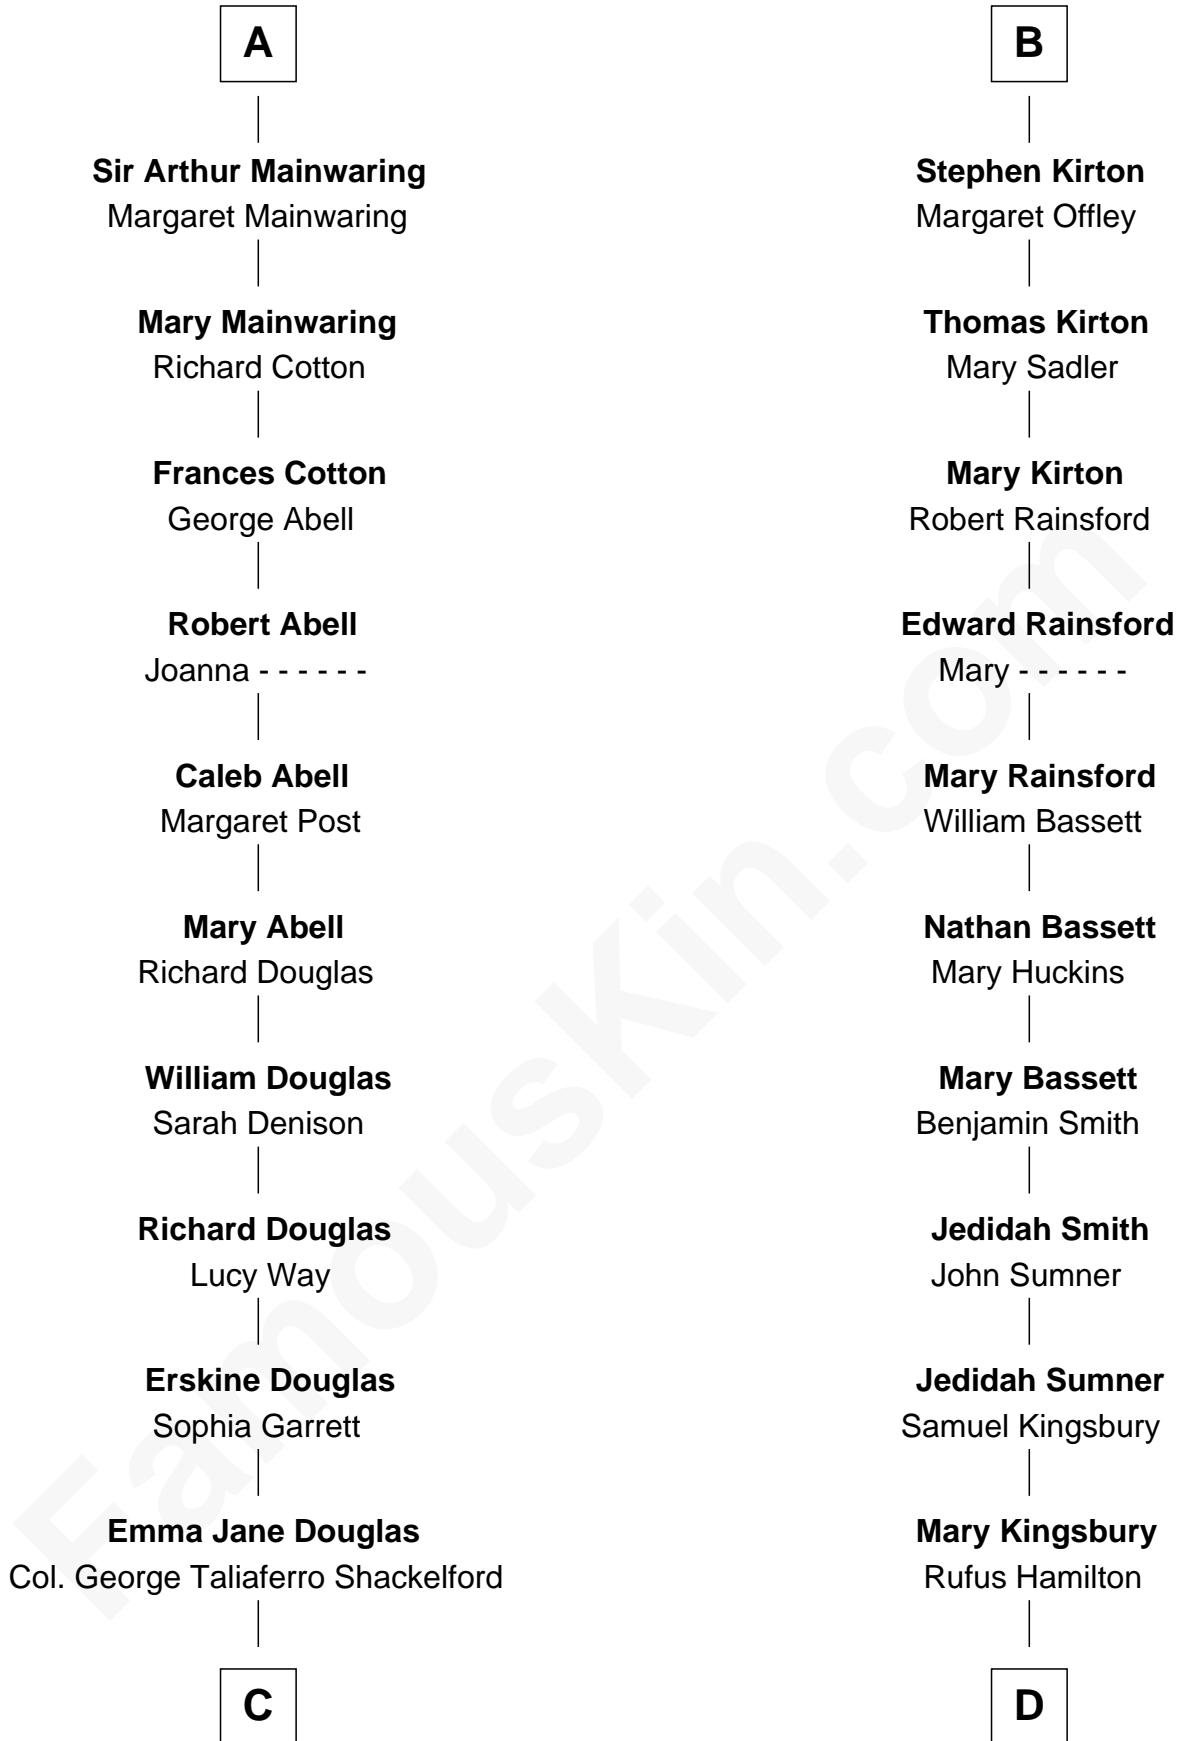 A
Sir Arthur Mainwaring
Margaret Mainwaring
Mary Mainwaring
Richard Cotton
Frances Cotton
George Abell
Robert Abell
Joanna - - - - - -
Caleb Abell
Margaret Post
Mary Abell
Richard Douglas
William Douglas
Sarah Denison
Richard Douglas
Lucy Way
Erskine Douglas
Sophia Garrett
Emma Jane Douglas
Col. George Taliaferro Shackelford
C
B
Stephen Kirton
Margaret Offley
Thomas Kirton
Mary Sadler
Mary Kirton
Robert Rainsford
Edward Rainsford
Mary - - - - - -
Mary Rainsford
William Bassett
Nathan Bassett
Mary Huckins
Mary Bassett
Benjamin Smith
Jedidah Smith
John Sumner
Jedidah Sumner
Samuel Kingsbury
Mary Kingsbury
Rufus Hamilton
D
FamousKin.com